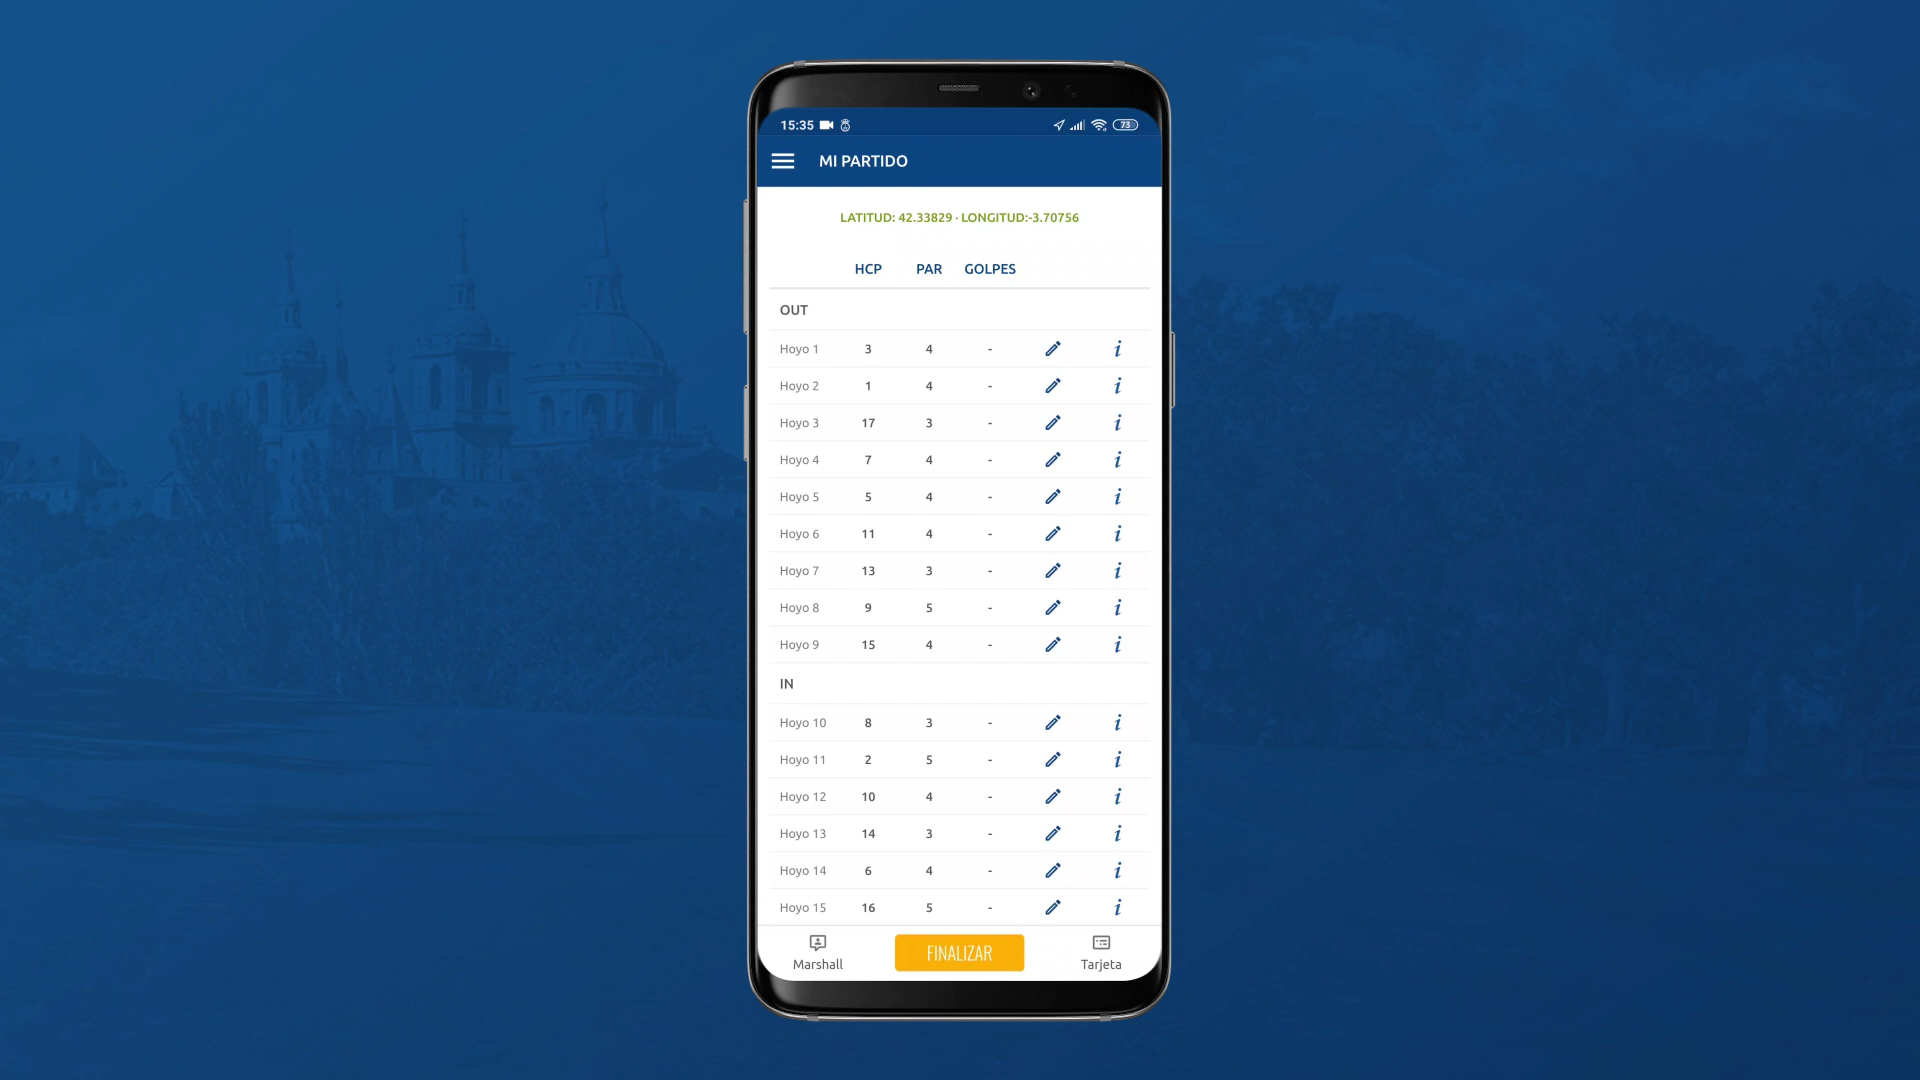 15:35 73
MI PARTIDO
LATITUD: 42.33829 · LONGITUD:-3.70756
HCP PAR GOLPES
OUT
Hoyo 1 3 4 - i
Hoyo 2 1 4 - i
Hoyo 3 17 3 - i
Hoyo 4 7 4 - i
Hoyo 5 5 4 - i
Hoyo 6 11 4 - i
Hoyo 7 13 3 - i
Hoyo 8 9 5 - i
Hoyo 9 15 4 - i
IN
Hoyo 10 8 3 - i
Hoyo 11 2 5 - i
Hoyo 12 10 4 - i
Hoyo 13 14 3 - i
Hoyo 14 6 4 - i
Hoyo 15 16 5 - i
Marshall FINALIZAR Tarjeta